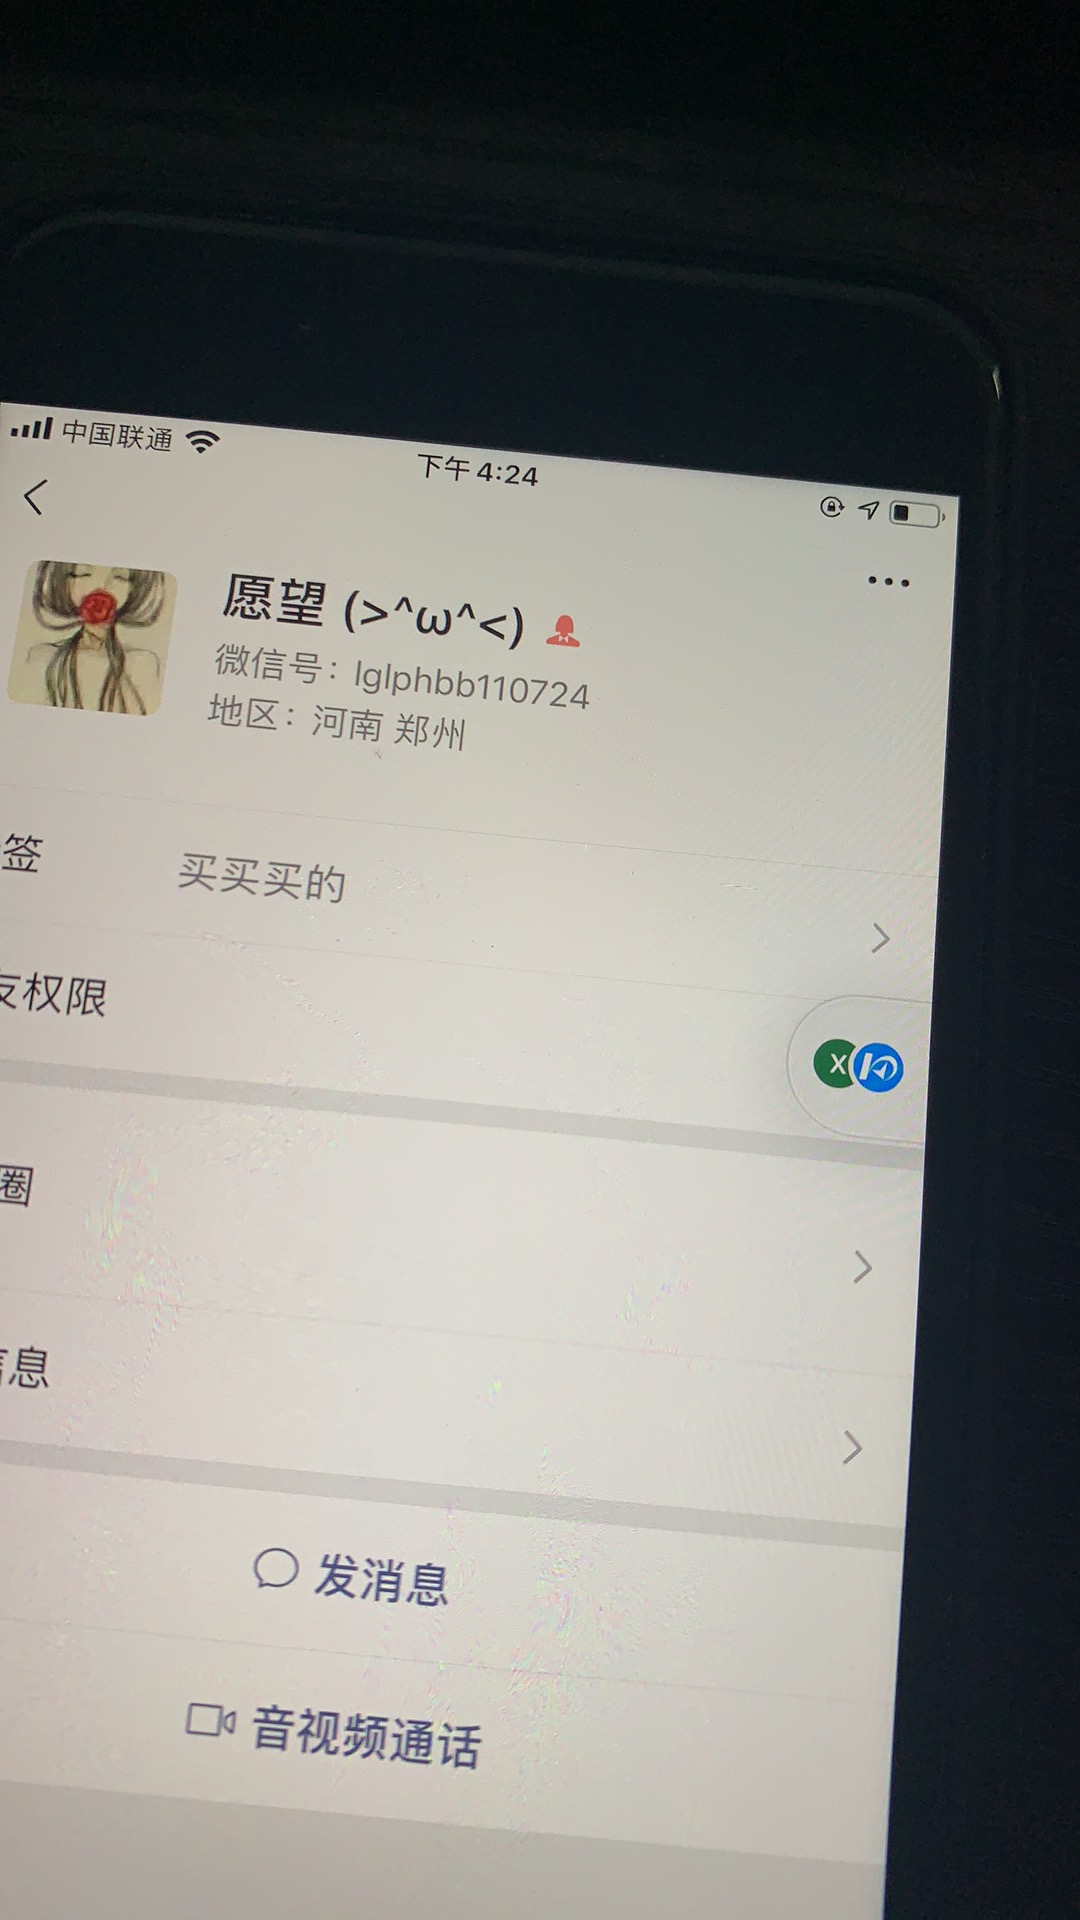 中国联通
下午4:24
愿望 (>^ω^<)
微信号：lglphbb110724
地区：河南 郑州
签 买买买的
友权限
X
圈
信息
发消息
音视频通话